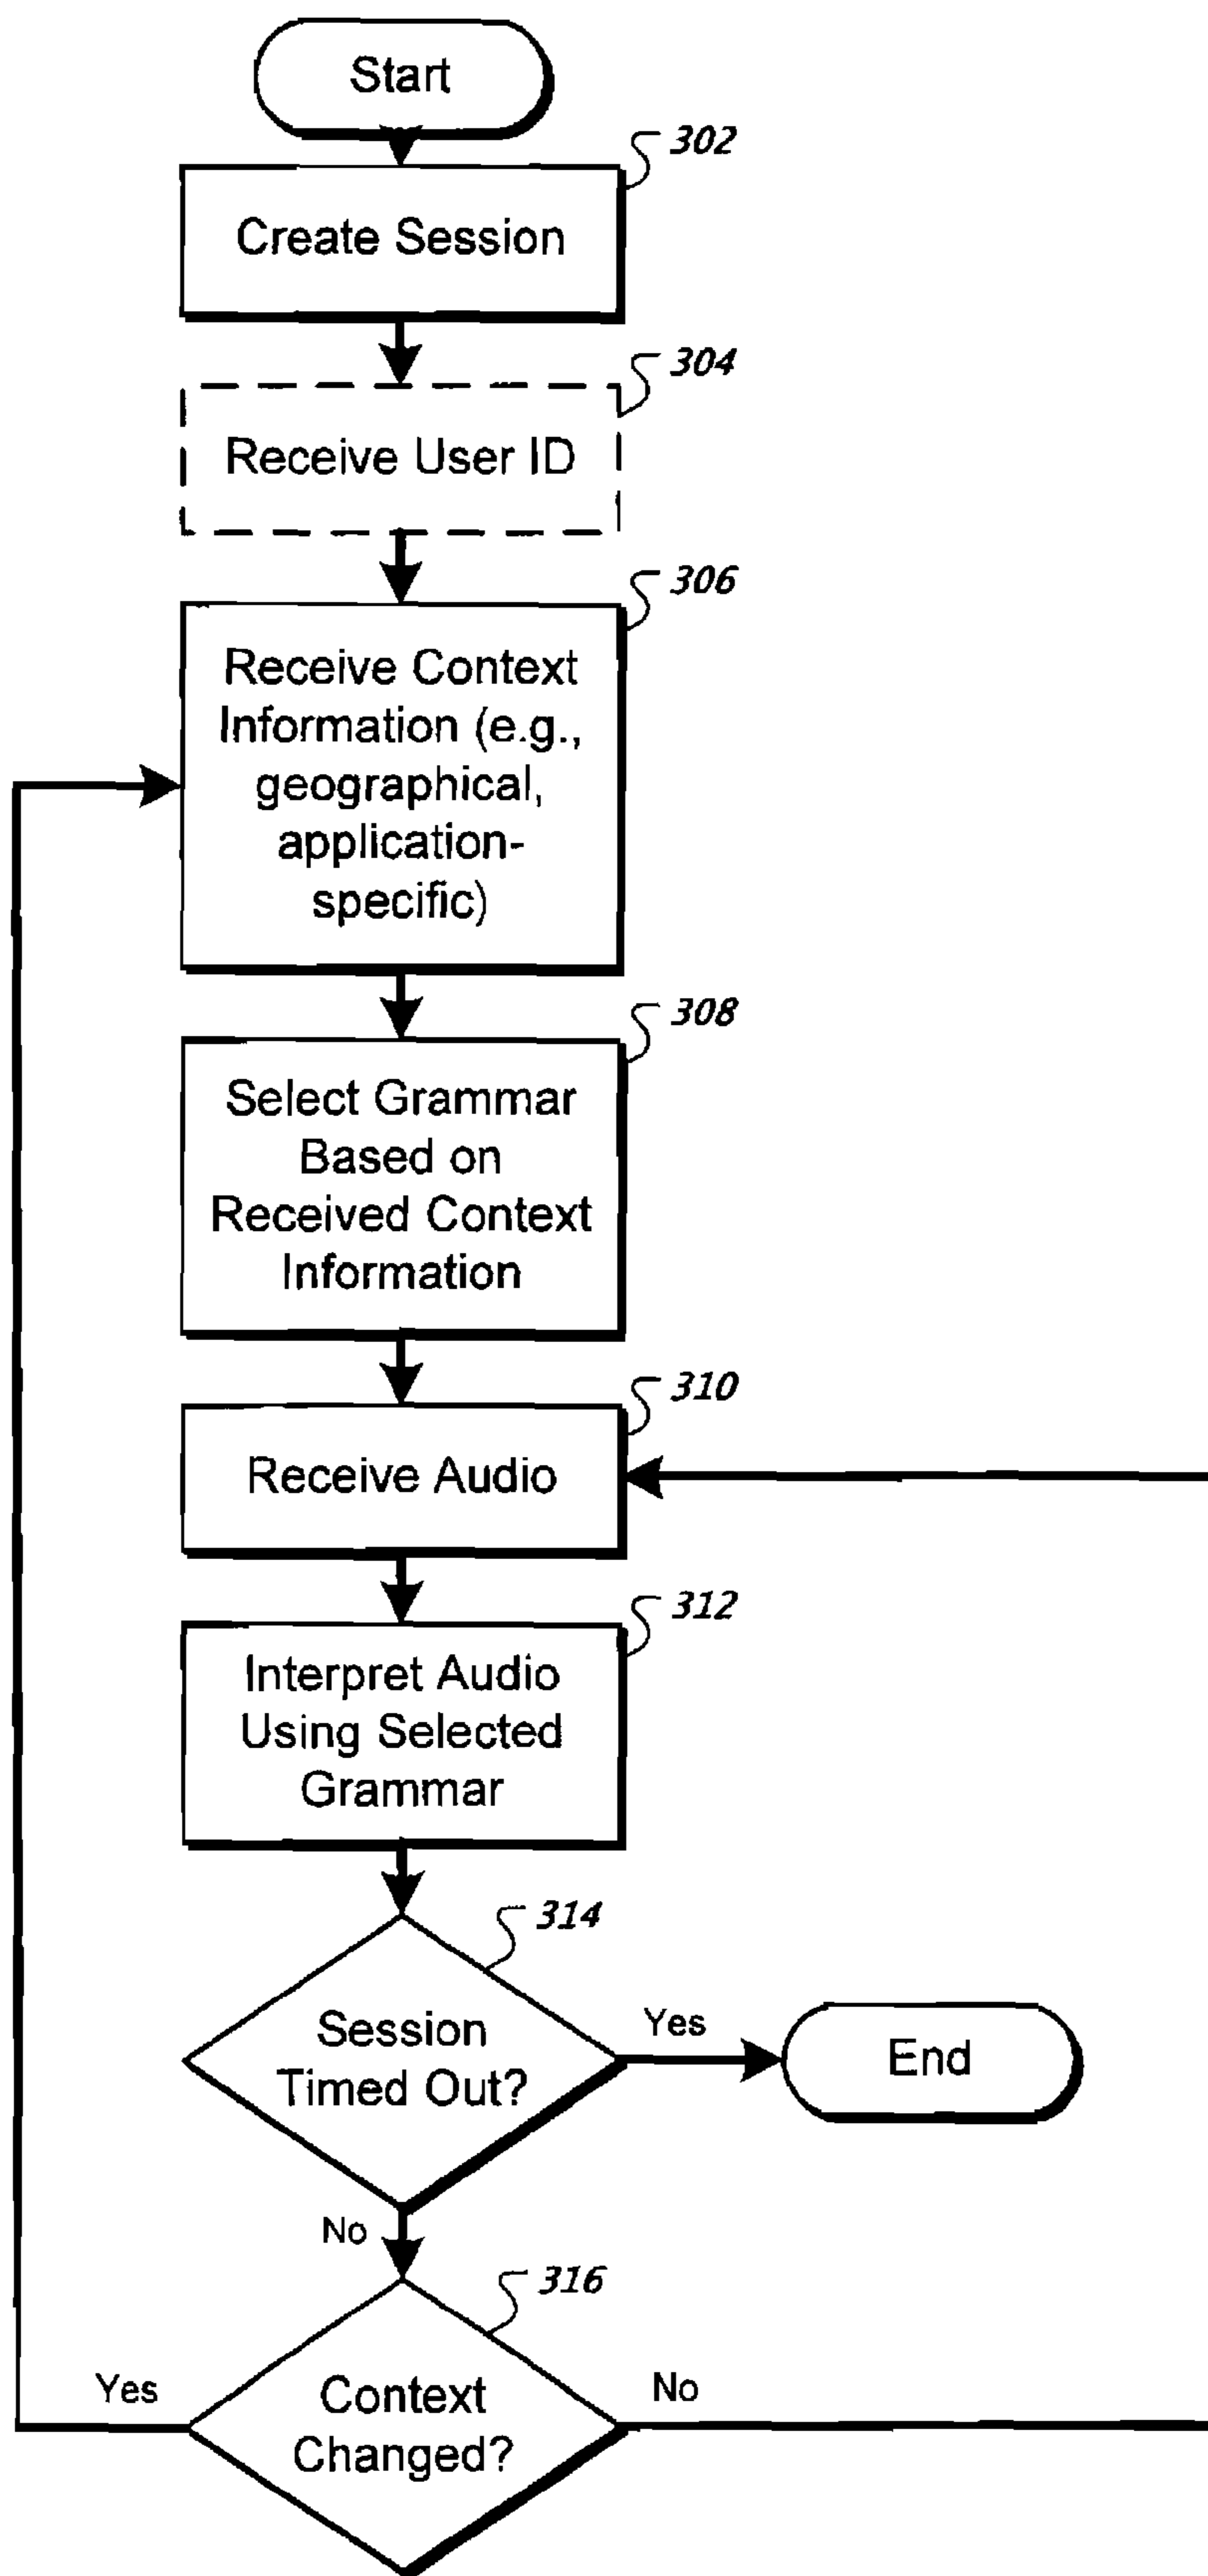 Start
302
Create Session
304
Receive User ID
306
Receive Context
Information (e.g.,
geographical,
application-
specific)
308
Select Grammar
Based on
Received Context
Information
310
Receive Audio
312
Interpret Audio
Using Selected
Grammar
314
Session
Timed Out?
Yes
End
No
316
Yes
Context
Changed?
No